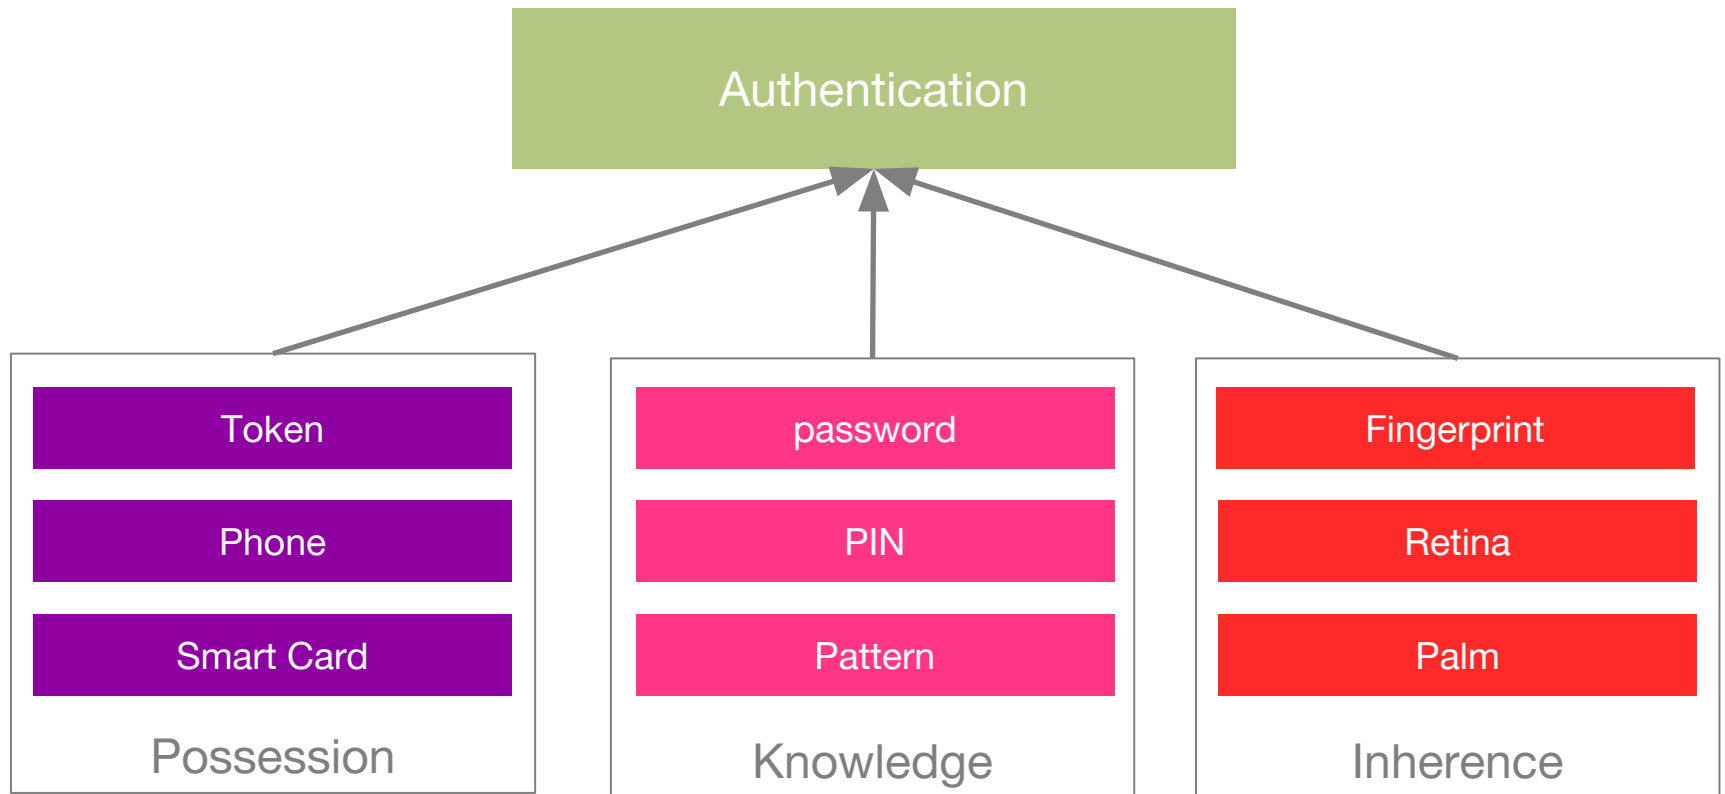 Authentication
Token
Phone
Smart Card
Possession
password
PIN
Pattern
Knowledge
Fingerprint
Retina
Palm
Inherence